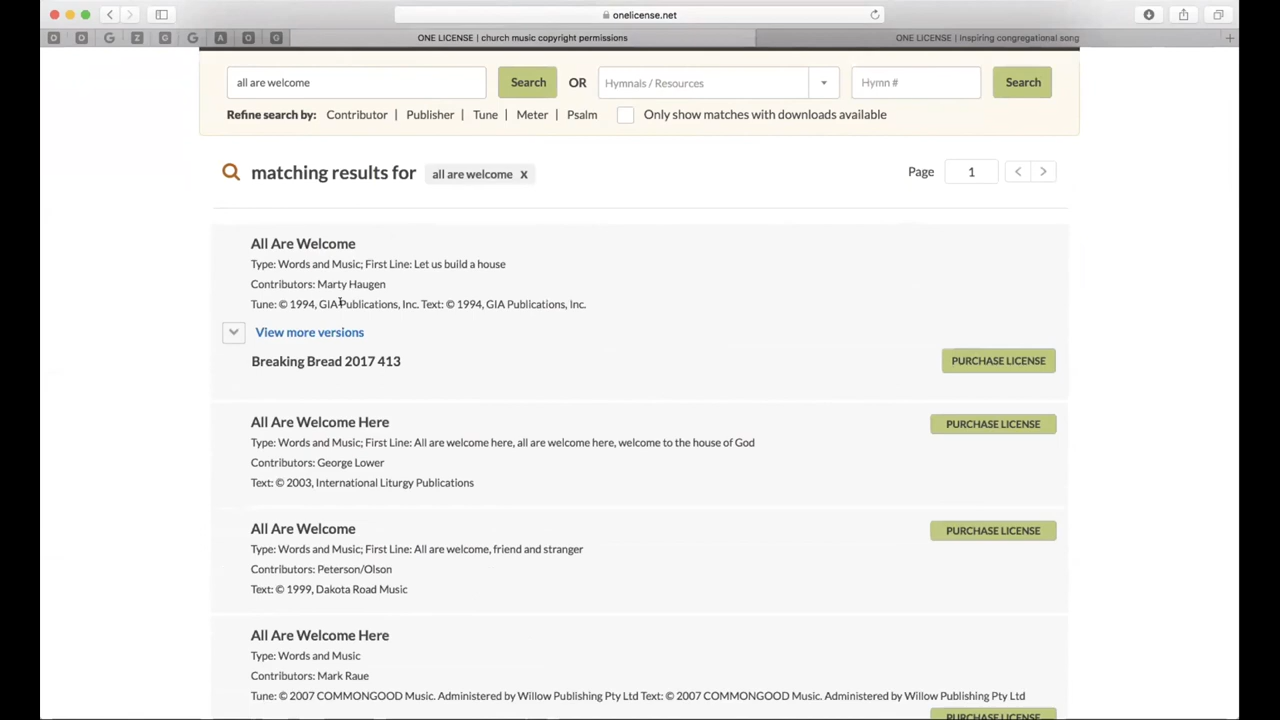 onelicense.net
ONE LICENSE | church music copyright permissions
ONE LICENSE | Inspiring congregational song
all are welcome
Search
OR
Hymnals / Resources
Hymn #
Search
Refine search by: Contributor | Publisher | Tune | Meter | Psalm
Only show matches with downloads available
matching results for all are welcome x
Page 1 < >
All Are Welcome
Type: Words and Music; First Line: Let us build a house
Contributors: Marty Haugen
Tune: © 1994, GIA Publications, Inc. Text: © 1994, GIA Publications, Inc.
View more versions
Breaking Bread 2017 413
PURCHASE LICENSE
All Are Welcome Here
PURCHASE LICENSE
Type: Words and Music; First Line: All are welcome here, all are welcome here, welcome to the house of God
Contributors: George Lower
Text: © 2003, International Liturgy Publications
All Are Welcome
PURCHASE LICENSE
Type: Words and Music; First Line: All are welcome, friend and stranger
Contributors: Peterson/Olson
Text: © 1999, Dakota Road Music
All Are Welcome Here
Type: Words and Music
Contributors: Mark Raue
Tune: © 2007 COMMONGOOD Music. Administered by Willow Publishing Pty Ltd Text: © 2007 COMMONGOOD Music. Administered by Willow Publishing Pty Ltd
PURCHASE LICENSE